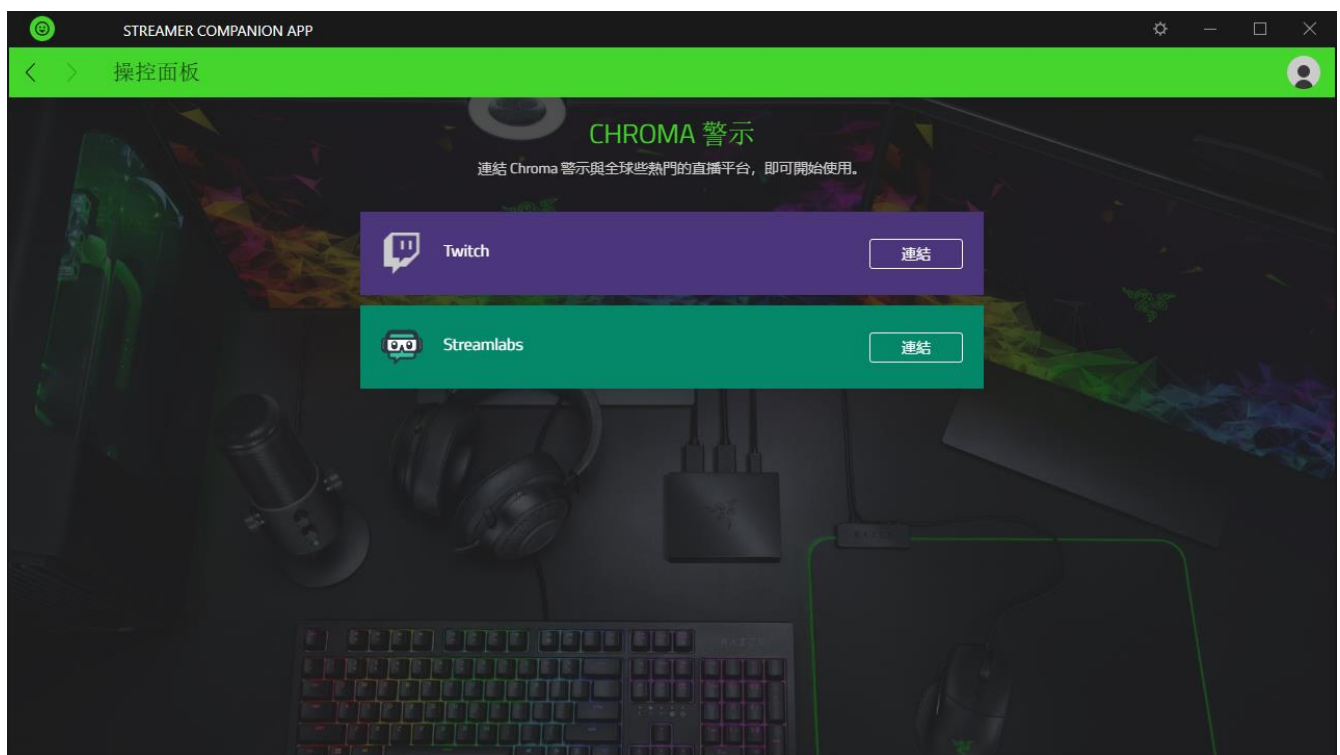 STREAMER COMPANION APP
操控面板
CHROMA 警示
連結 Chroma 警示與全球些熱門的直播平台，即可開始使用。
Twitch
連結
Streamlabs
連結
RAZER
RAZER